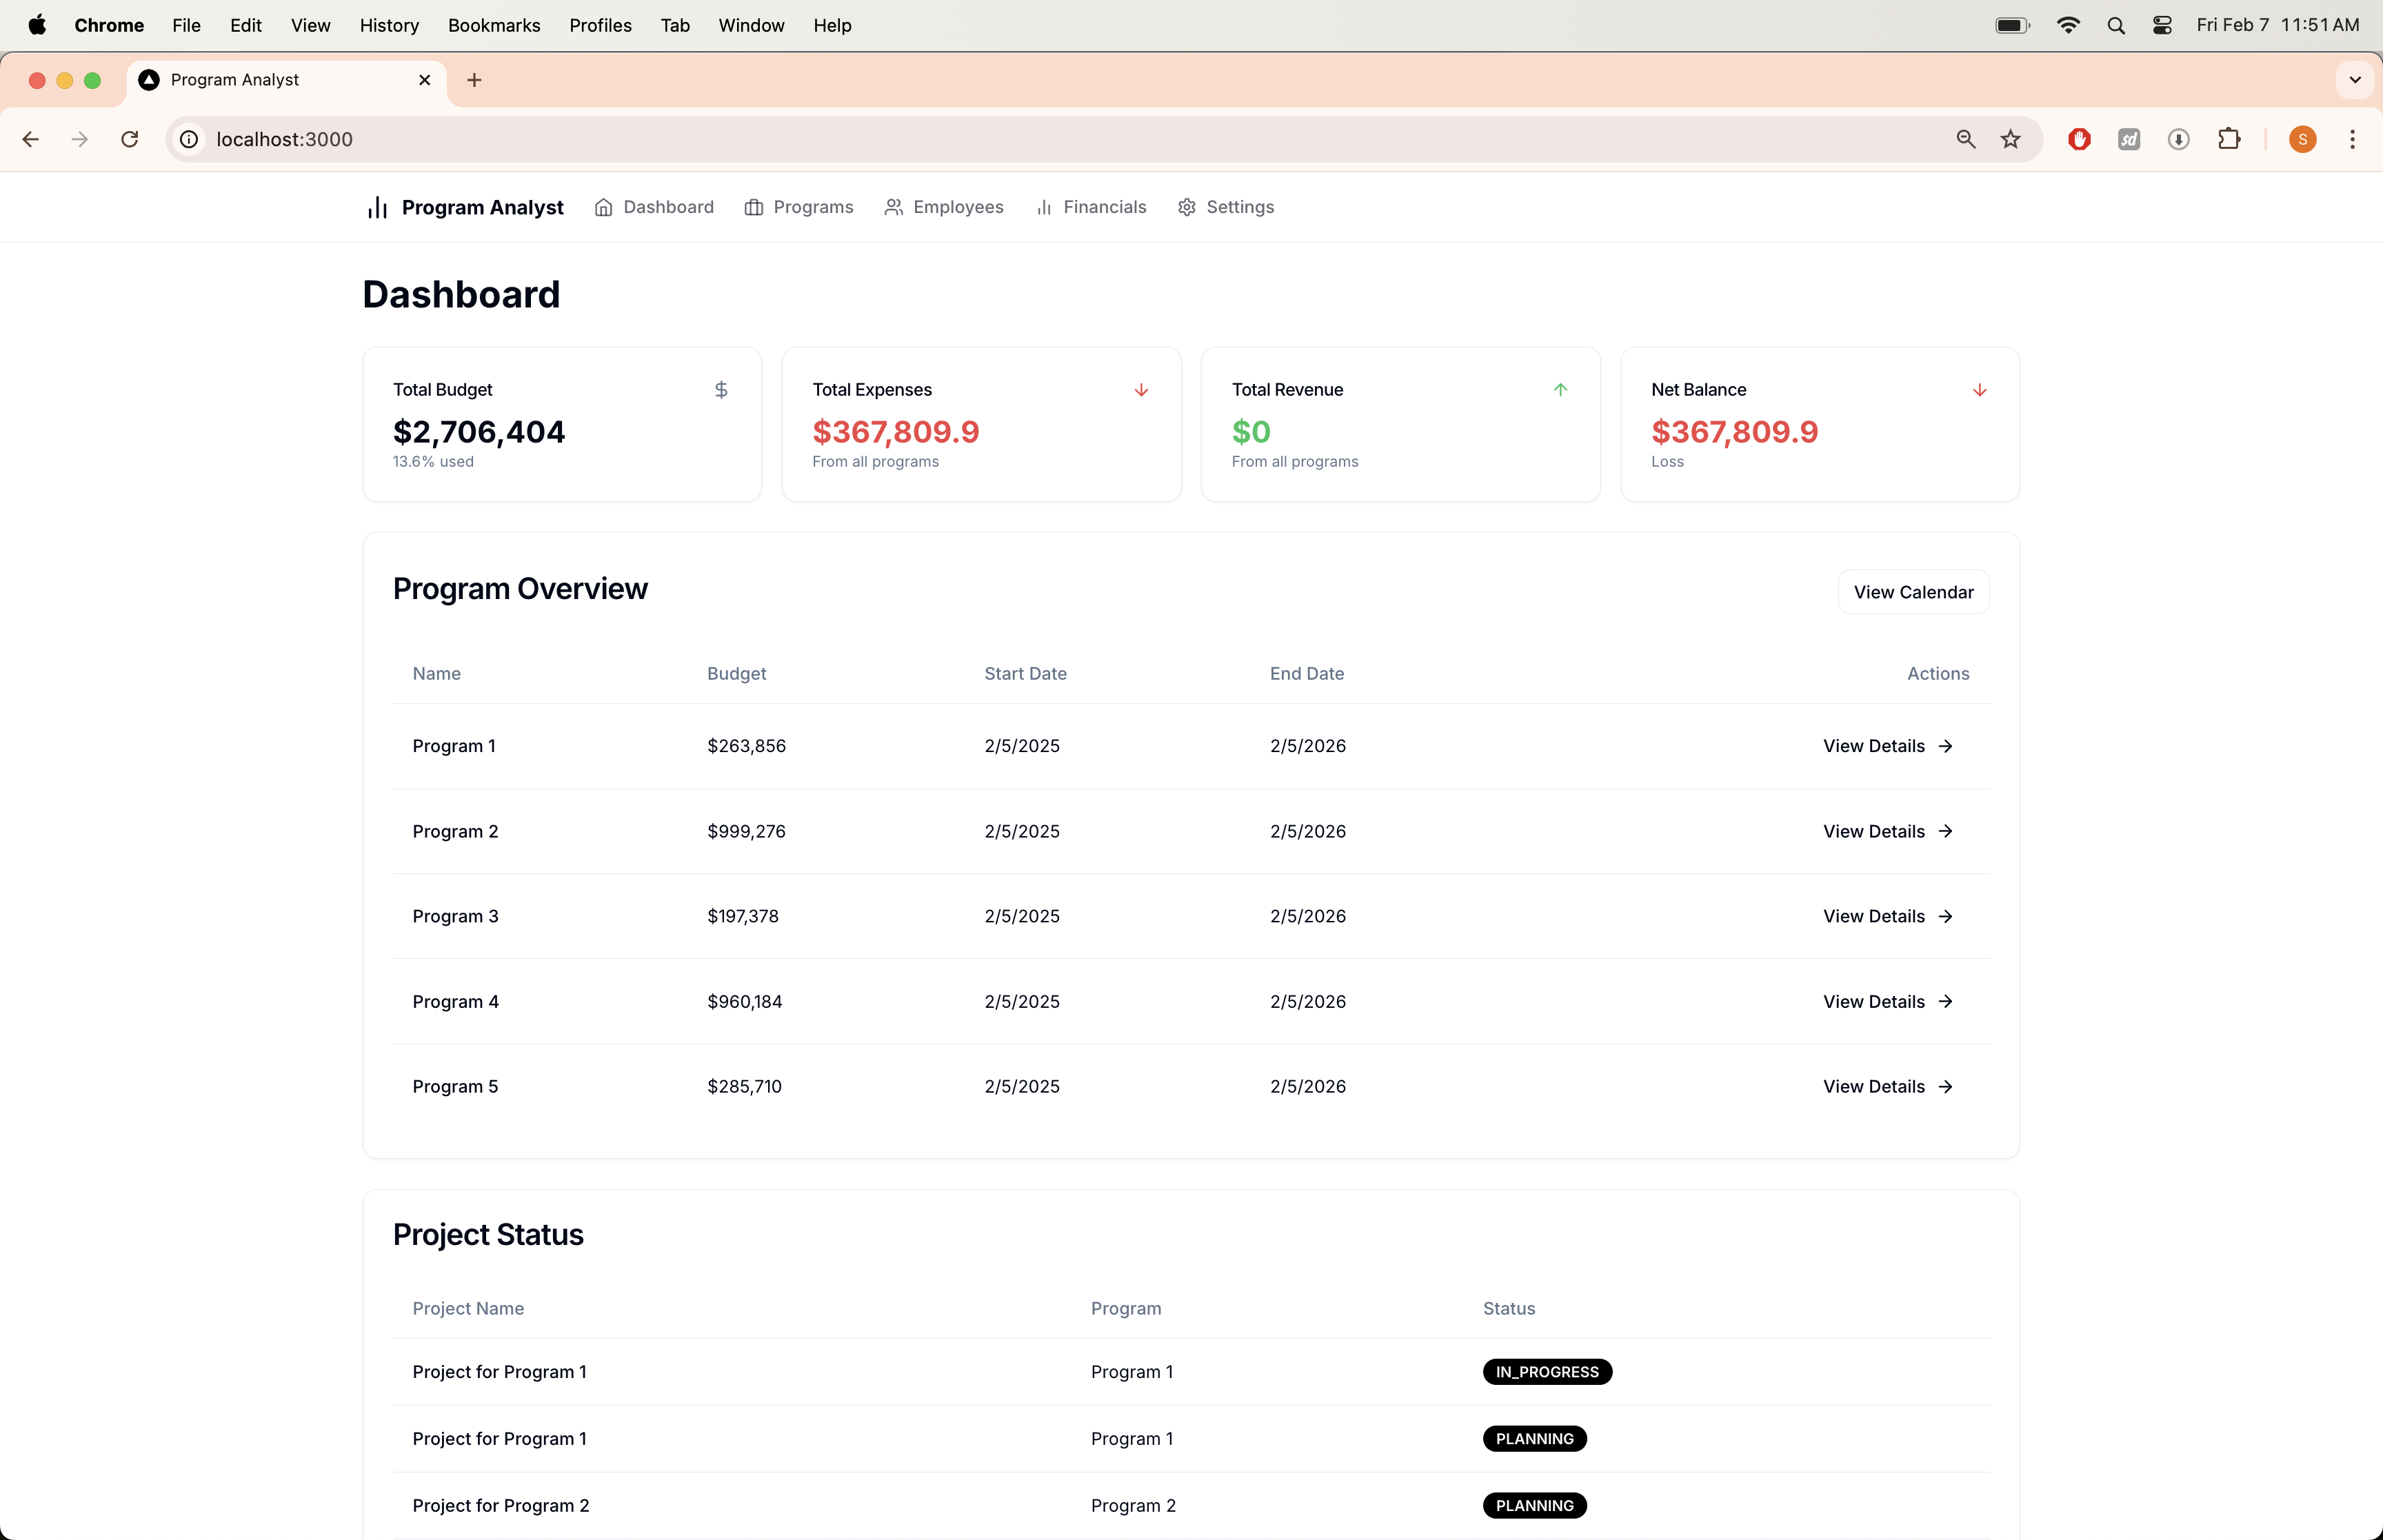 Chrome File Edit View History Bookmarks Profiles Tab Window Help Fri Feb 7 11:51 AM
Program Analyst
localhost:3000 sd S
Program Analyst Dashboard Programs Employees Financials Settings
Dashboard
Total Budget $
$2,706,404
13.6% used
Total Expenses
$367,809.9
From all programs
Total Revenue
$0
From all programs
Net Balance
$367,809.9
Loss
Program Overview View Calendar
Name Budget Start Date End Date Actions
Program 1 $263,856 2/5/2025 2/5/2026 View Details
Program 2 $999,276 2/5/2025 2/5/2026 View Details
Program 3 $197,378 2/5/2025 2/5/2026 View Details
Program 4 $960,184 2/5/2025 2/5/2026 View Details
Program 5 $285,710 2/5/2025 2/5/2026 View Details
Project Status
Project Name Program Status
Project for Program 1 Program 1 IN_PROGRESS
Project for Program 1 Program 1 PLANNING
Project for Program 2 Program 2 PLANNING